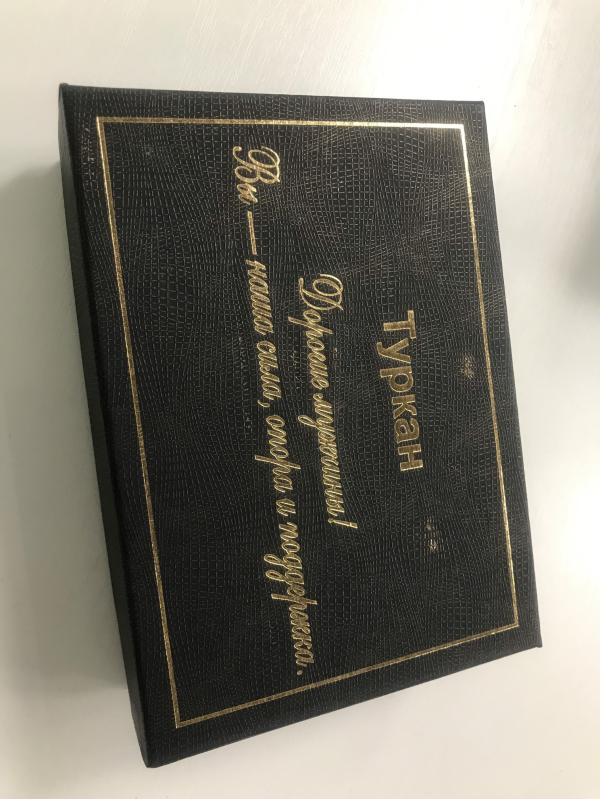 Туркан
Дорогие мужчины!
Вы — наша сила, опора и поддержка.